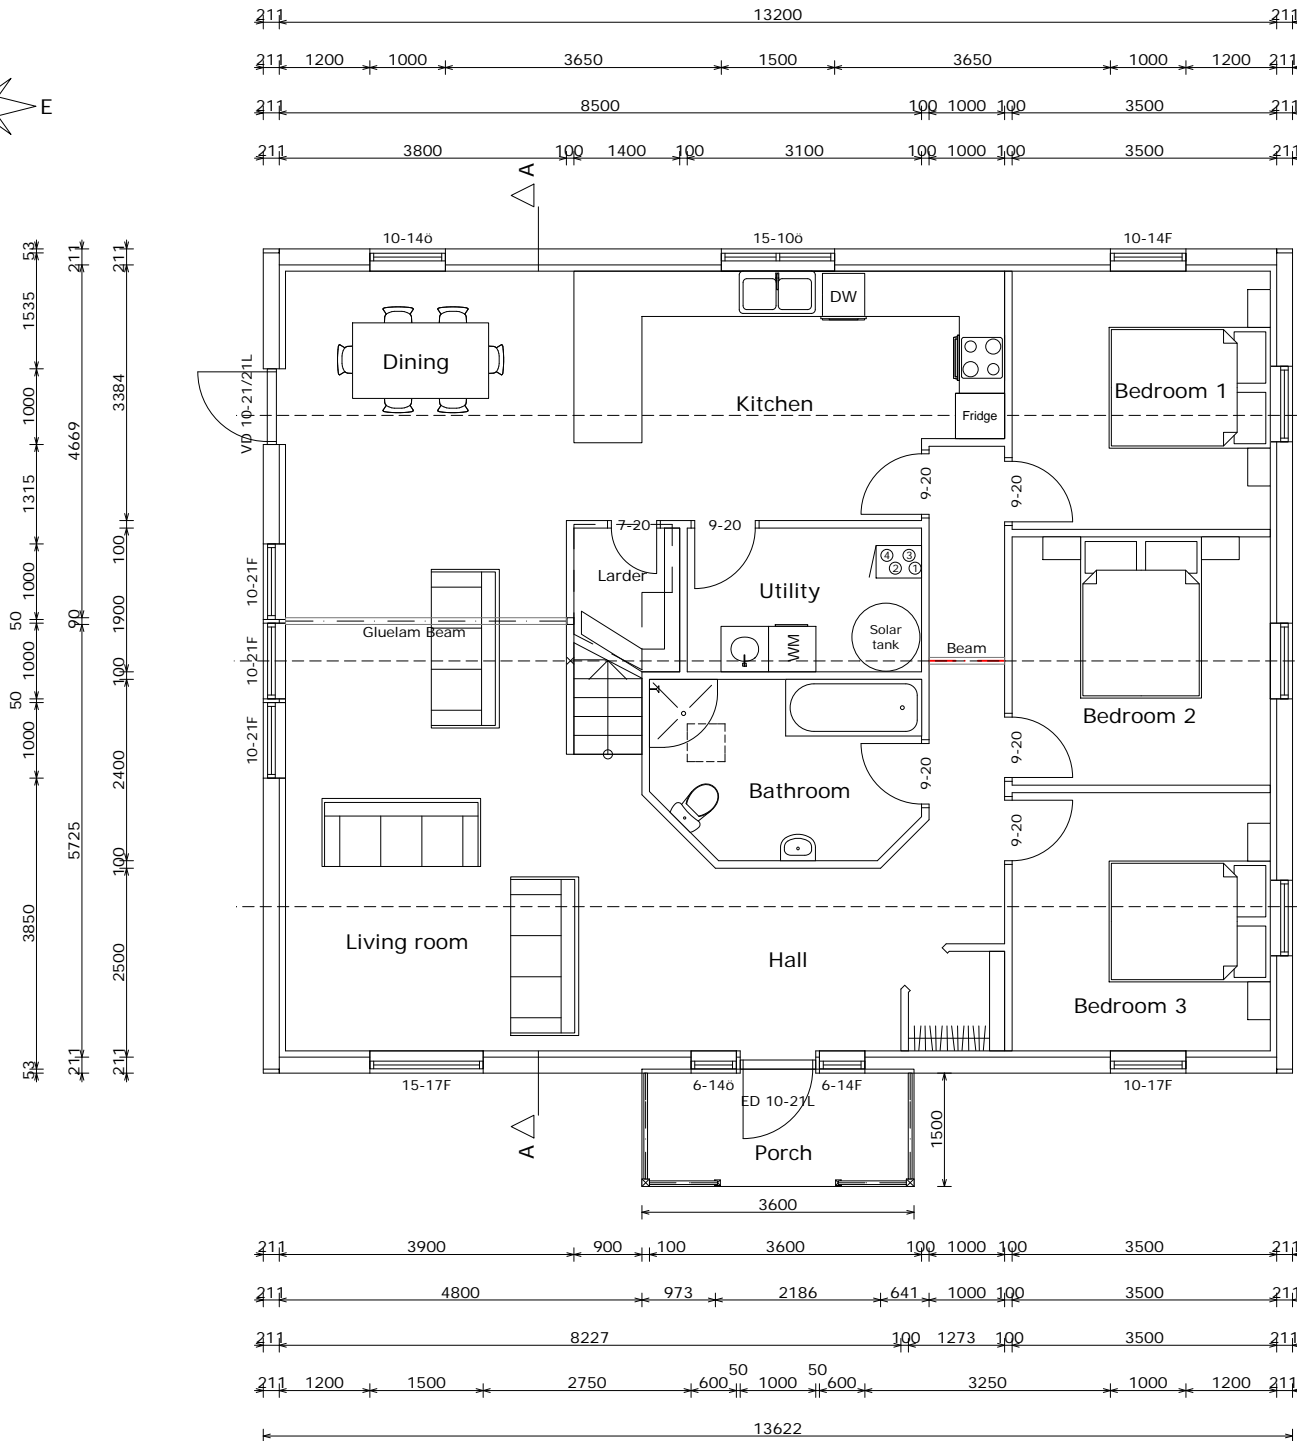 211 13200 211
211 1200 1000 3650 1500 3650 1000 1200 211
E
211 8500 100 1000 100 3500 211
211 3800 100 1400 100 3100 100 1000 100 3500 211
A
10-14ö 15-10ö 10-14F
53 211 211
DW
1535
Dining
VD 10-21/21L
1000 4669 3384
Kitchen
Bedroom 1
Fridge
1315
9-20 9-20
7-20 9-20
100
1000
10-21F
Larder
Utility
4 3
2 1
50 90 1900
Gluelam Beam
Solar
tank
WM
Beam
1000
10-21F
100
50
Bedroom 2
1000
10-21F
2400
9-20
9-20
Bathroom
5725
9-20
100
3850
Living room
2500
Hall
Bedroom 3
53 211 211
15-17F 6-14ö 6-14F 10-17F
ED 10-21L
1500
A
Porch
3600
211 3900 900 100 3600 100 1000 100 3500 211
211 4800 973 2186 641 1000 100 3500 211
211 8227 100 1273 100 3500 211
50 50
211 1200 1500 2750 600 1000 600 3250 1000 1200 211
13622